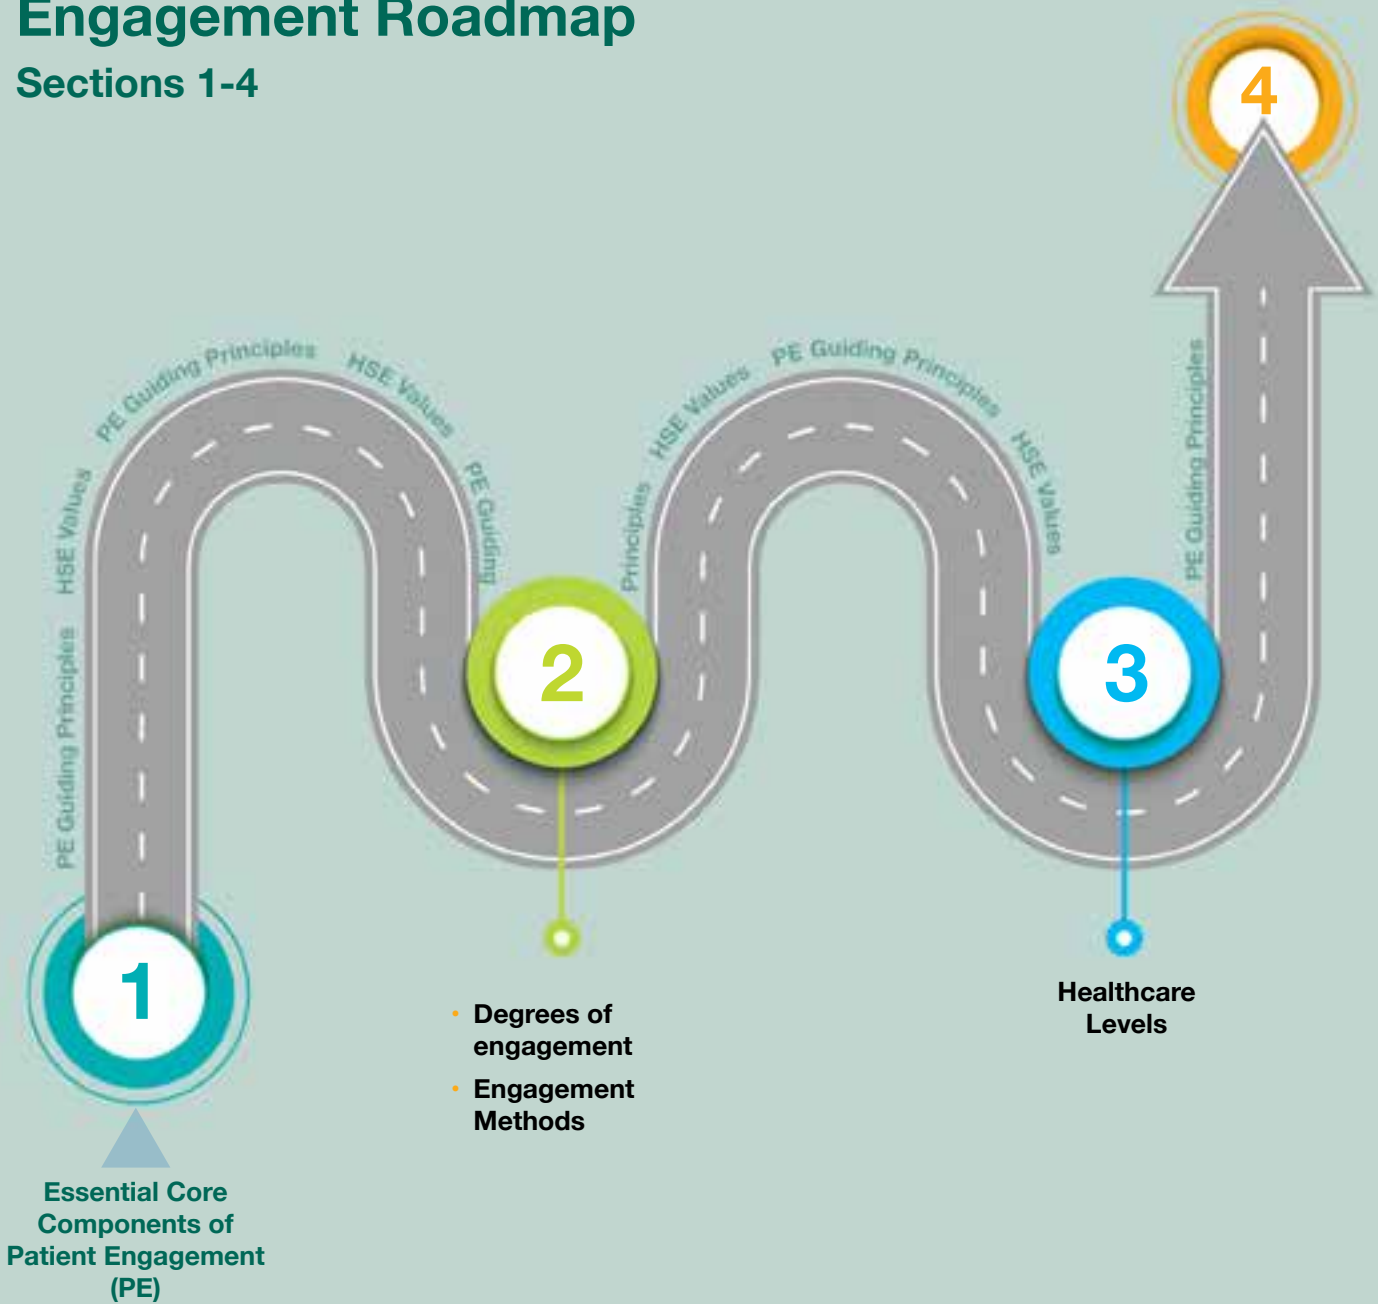 Engagement Roadmap
Sections 1-4
4
PE Guiding Principles
HSE Values
PE Guiding Principles
HSE Values
PE Guiding
Principles
HSE Values
PE Guiding Principles
HSE Values
PE Guiding Principles
1
2
3
• Degrees of
engagement
• Engagement
Methods
Healthcare
Levels
Essential Core
Components of
Patient Engagement
(PE)